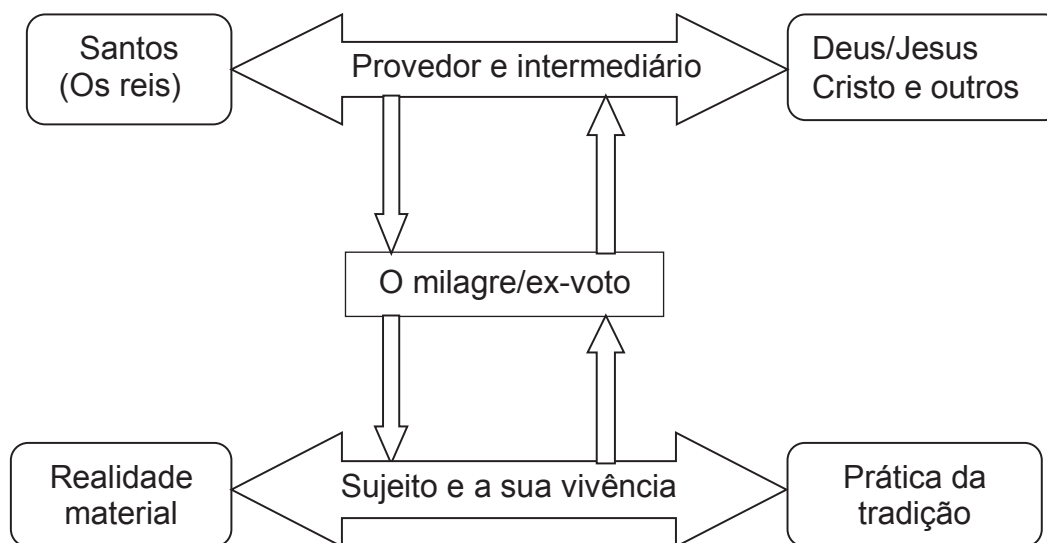 Santos
(Os reis)
Provedor e intermediário
Deus/Jesus
Cristo e outros
O milagre/ex-voto
Realidade
material
Sujeito e a sua vivência
Prática da
tradição